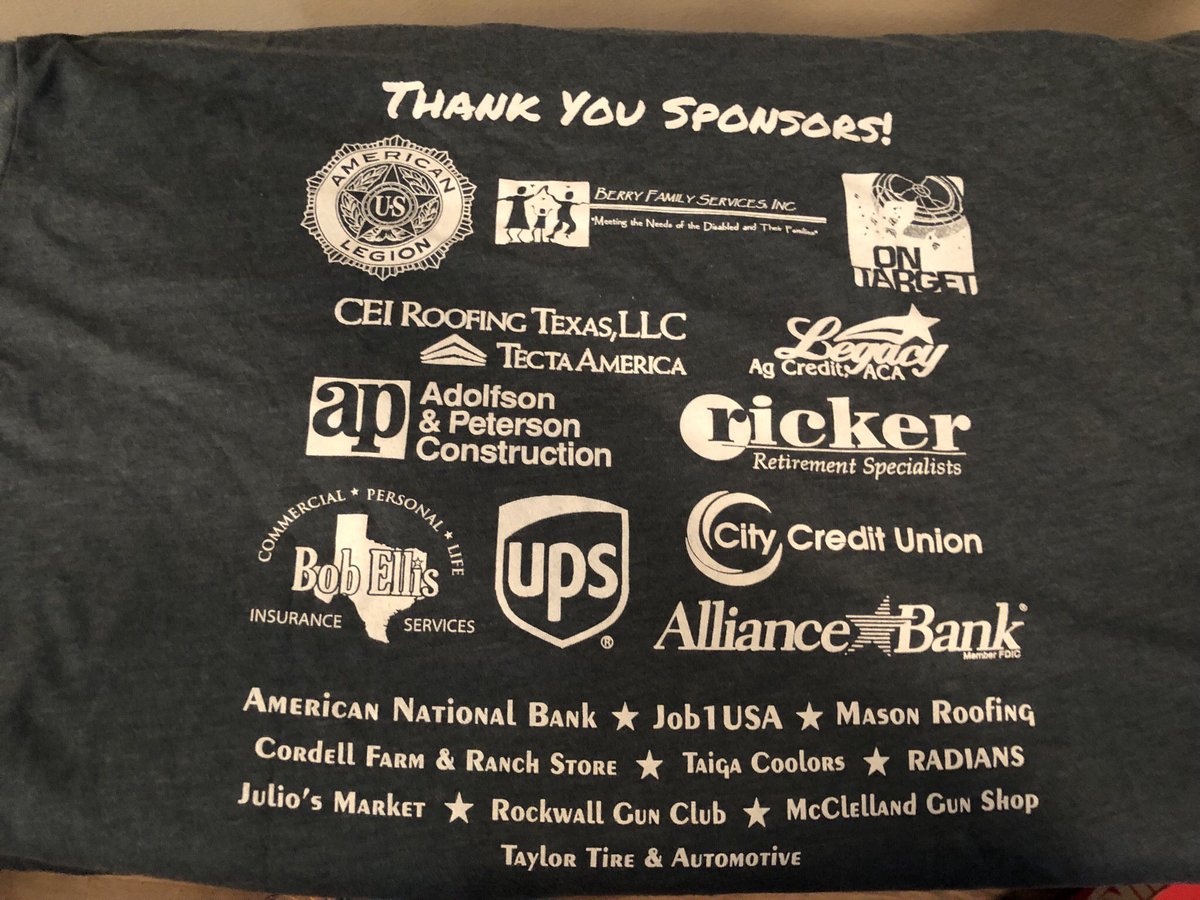 THANK YOU SPONSORS!
AMERICAN
U·S
LEGION
BERRY FAMILY SERVICES, INC
"Meeting the Needs of the Disabled and Their Families"
ON
TARGET
CEI ROOFING TEXAS, LLC
TECTA AMERICA
Legacy
Ag Credit, ACA
ap
Adolfson
& Peterson
Construction
ricker
Retirement Specialists
COMMERCIAL ★ PERSONAL ★ LIFE
Bob Ellis
INSURANCE SERVICES
ups
®
City Credit Union
Alliance Bank
Member FDIC
AMERICAN NATIONAL BANK ★ Job1USA ★ MASON ROOFING
CORDELL FARM & RANCH STORE ★ TAIGA COOLORS ★ RADIANS
JULIO'S MARKET ★ ROCKWALL GUN CLUB ★ McCLELLAND GUN SHOP
TAYLOR TIRE & AUTOMOTIVE